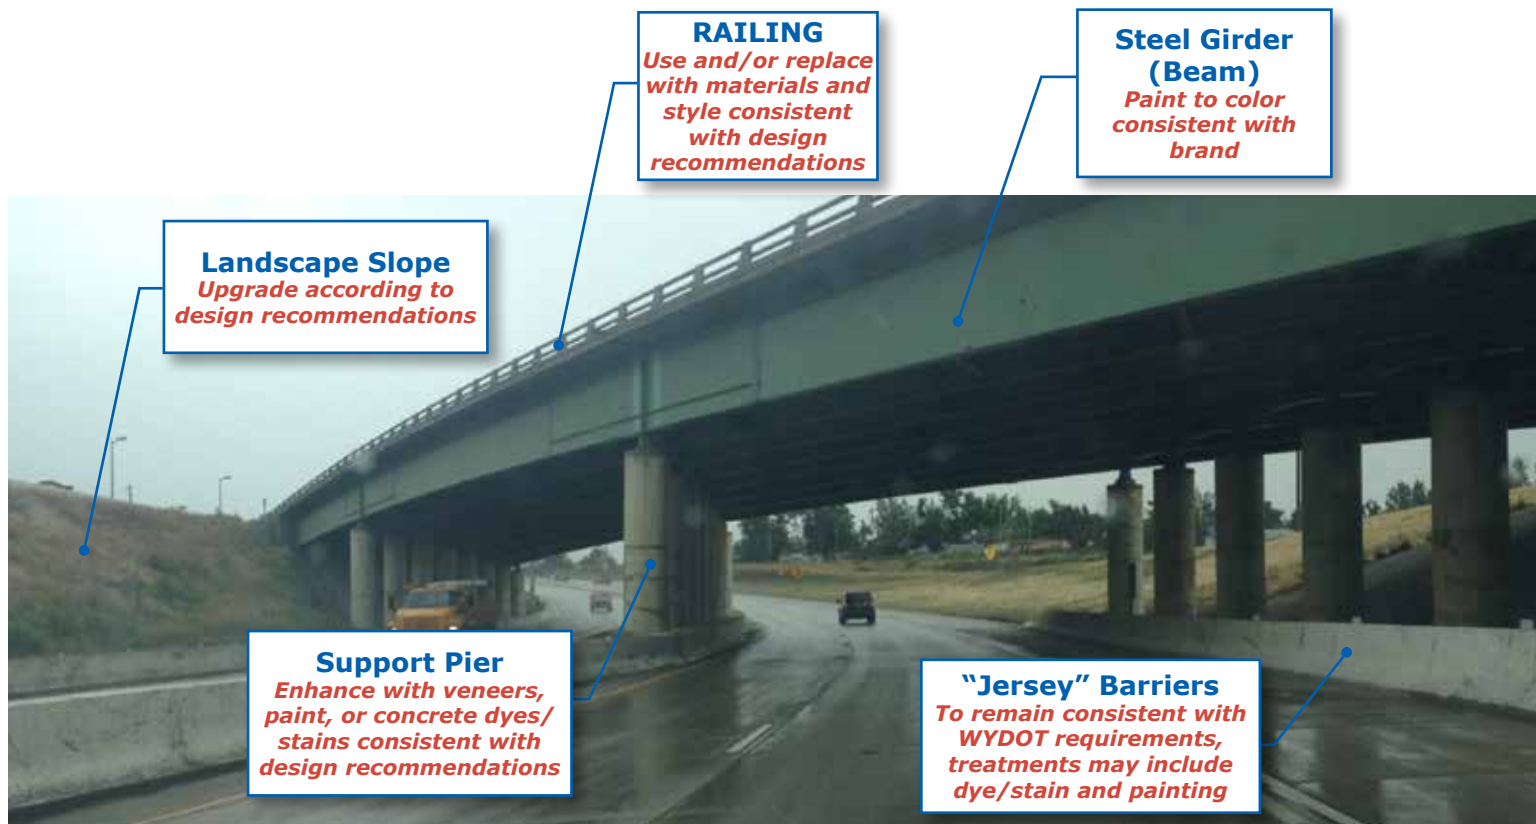 RAILING
Use and/or replace
with materials and
style consistent
with design
recommendations
Steel Girder
(Beam)
Paint to color
consistent with
brand
Landscape Slope
Upgrade according to
design recommendations
Support Pier
Enhance with veneers,
paint, or concrete dyes/
stains consistent with
design recommendations
“Jersey” Barriers
To remain consistent with
WYDOT requirements,
treatments may include
dye/stain and painting